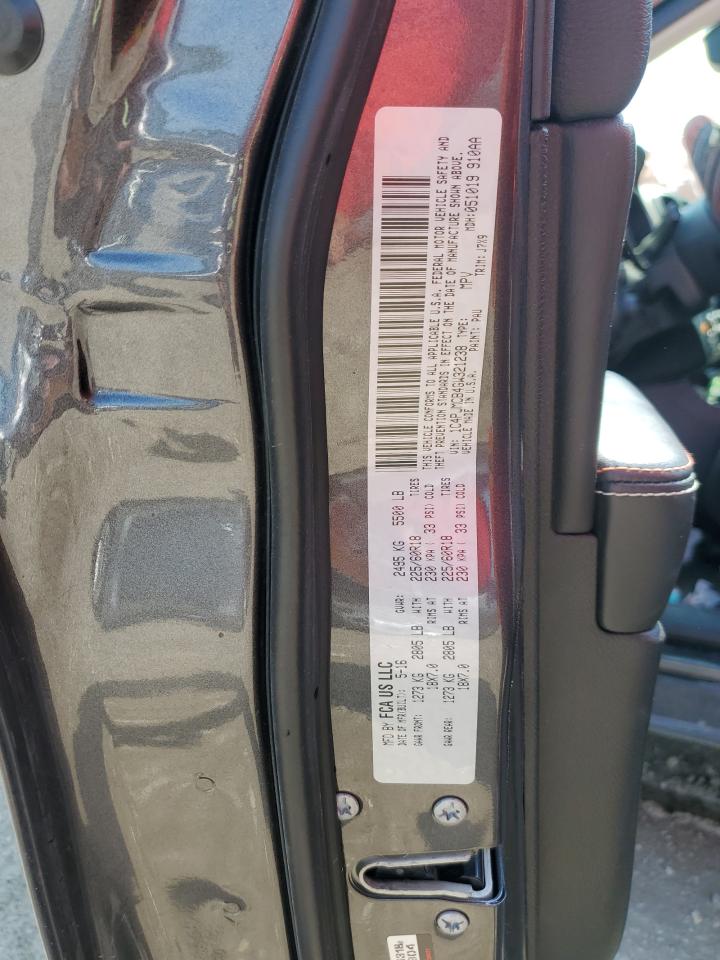 MFD BY FCA US LLC
DATE OF MFR(BUILT): 5-16 GVWR: 2495 KG 5500 LB
GAWR FRONT: 1273 KG 2805 LB WITH 225/60R18 TIRES
18X7.0 RIMS AT 230 KPA ( 33 PSI) COLD
GAWR REAR: 1273 KG 2805 LB WITH 225/60R18 TIRES
18X7.0 RIMS AT 230 KPA ( 33 PSI) COLD
THIS VEHICLE CONFORMS TO ALL APPLICABLE U.S.A. FEDERAL MOTOR VEHICLE SAFETY AND
THEFT PREVENTION STANDARDS IN EFFECT ON THE DATE OF MANUFACTURE SHOWN ABOVE.
VIN: 1C4PJMCB4GW321238 TYPE: MPV MDH:051019 910AA
VEHICLE MADE IN U.S.A. PAINT: PAU TRIM: J7X9